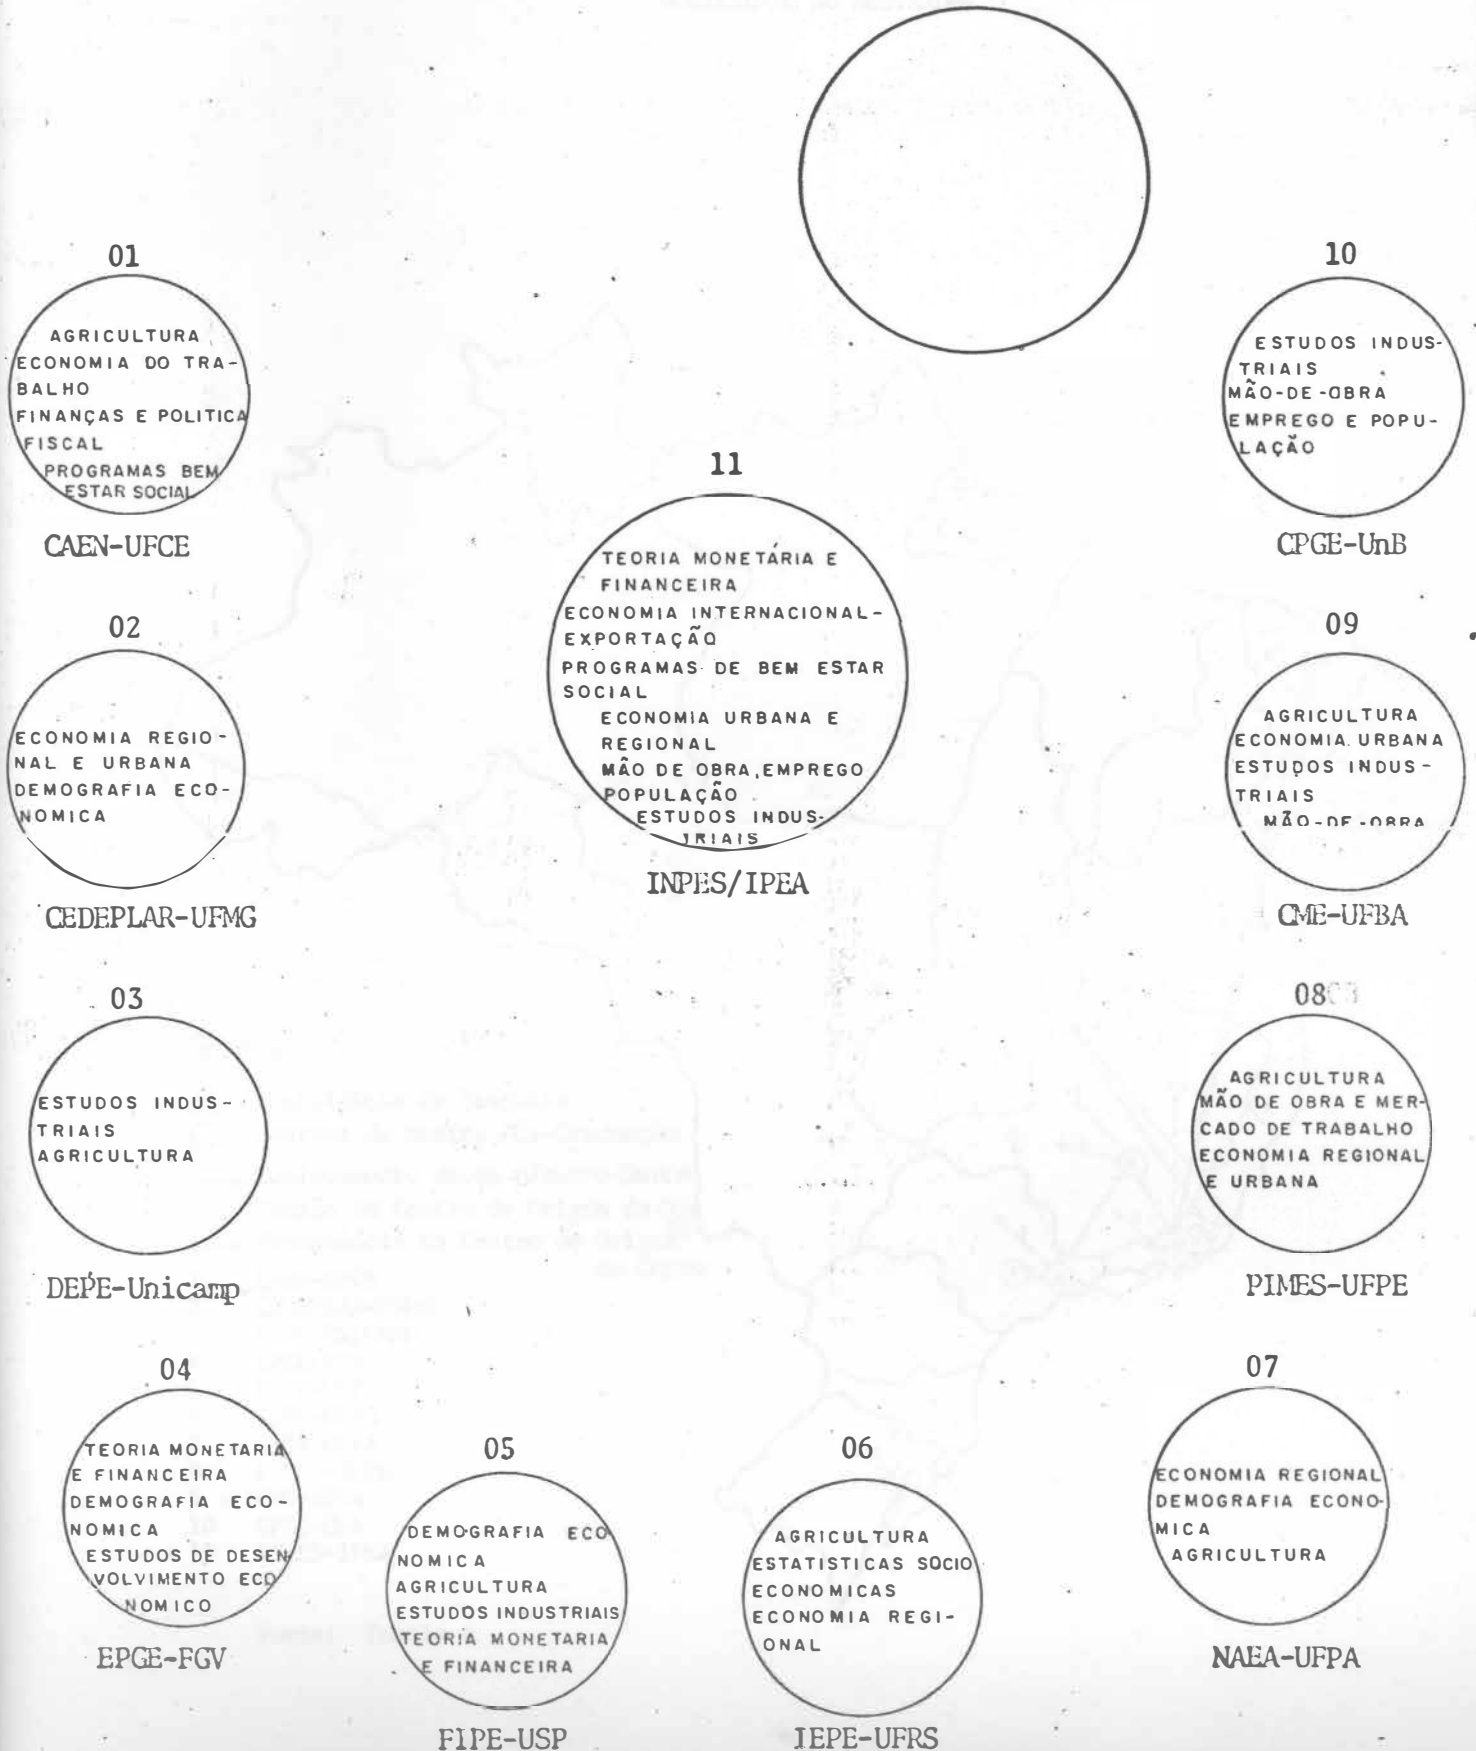 01
AGRICULTURA
ECONOMIA DO TRA-
BALHO
FINANÇAS E POLITICA
FISCAL
PROGRAMAS BEM
ESTAR SOCIAL
CAEN-UFCE
02
ECONOMIA REGIO-
NAL E URBANA
DEMOGRAFIA ECO-
NOMICA
CEDEPLAR-UFMG
03
ESTUDOS INDUS-
TRIAIS
AGRICULTURA
DEPE-Unicamp
04
TEORIA MONETARIA
E FINANCEIRA
DEMOGRAFIA ECO-
NOMICA
ESTUDOS DE DESEN
VOLVIMENTO ECO
NOMICO
EPGE-FGV
05
DEMOGRAFIA ECO
NOMICA
AGRICULTURA
ESTUDOS INDUSTRIAIS
TEORIA MONETARIA
E FINANCEIRA
FIPE-USP
06
AGRICULTURA
ESTATISTICAS SOCIO
ECONOMICAS
ECONOMIA REGI-
ONAL
IEPE-UFRS
07
ECONOMIA REGIONAL
DEMOGRAFIA ECONO-
MICA
AGRICULTURA
NAEA-UFPA
08
AGRICULTURA
MÃO DE OBRA E MER-
CADO DE TRABALHO
ECONOMIA REGIONAL
E URBANA
PIMES-UFPE
09
AGRICULTURA
ECONOMIA URBANA
ESTUDOS INDUS-
TRIAIS
MÃO-DE-OBRA
CME-UFBA
10
ESTUDOS INDUS-
TRIAIS
MÃO-DE-OBRA
EMPREGO E POPU-
LAÇÃO
CPGE-UnB
11
TEORIA MONETÁRIA E
FINANCEIRA
ECONOMIA INTERNACIONAL-
EXPORTAÇÃO
PROGRAMAS DE BEM ESTAR
SOCIAL
ECONOMIA URBANA E
REGIONAL
MÃO DE OBRA, EMPREGO
POPULAÇÃO
ESTUDOS INDUS-
TRIAIS
INPES/IPEA